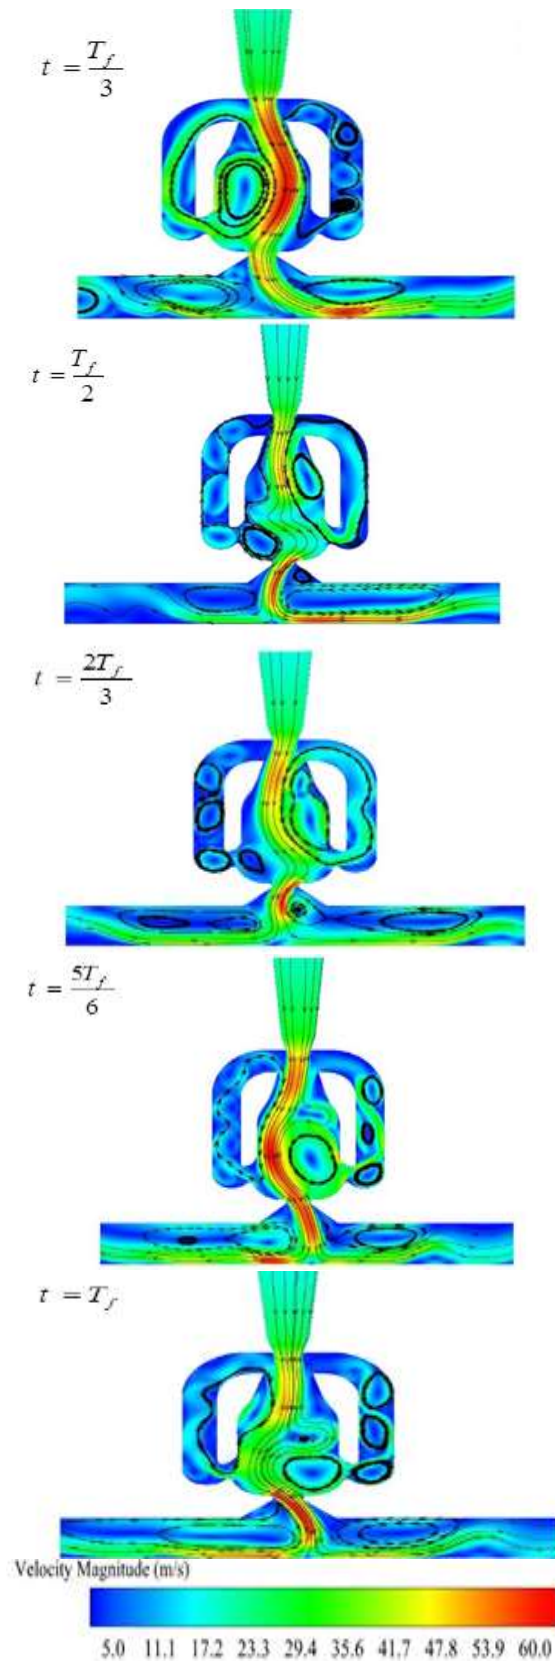 t = T_f/3
t = T_f/2
t = 2T_f/3
t = 5T_f/6
t = T_f
Velocity Magnitude (m/s)
5.0 11.1 17.2 23.3 29.4 35.6 41.7 47.8 53.9 60.0